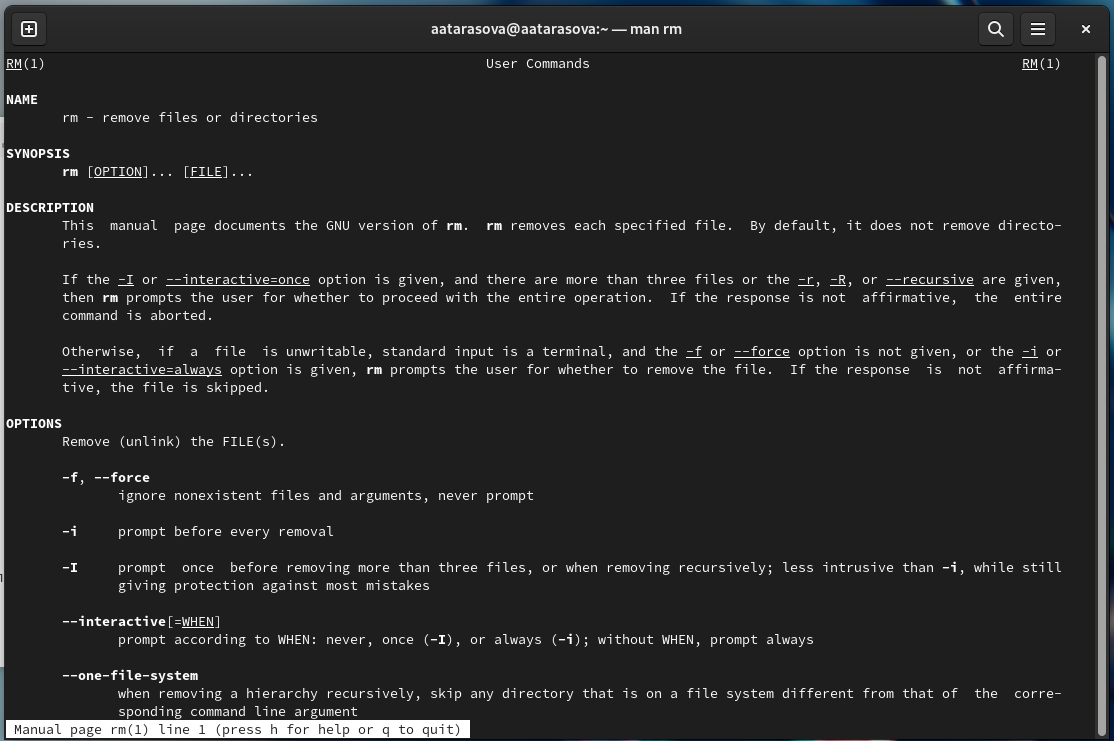 aatarasova@aatarasova:~ — man rm
RM(1) User Commands RM(1)
NAME
rm - remove files or directories
SYNOPSIS
rm [OPTION]... [FILE]...
DESCRIPTION
This manual page documents the GNU version of rm. rm removes each specified file. By default, it does not remove directo-
ries.
If the -I or --interactive=once option is given, and there are more than three files or the -r, -R, or --recursive are given,
then rm prompts the user for whether to proceed with the entire operation. If the response is not affirmative, the entire
command is aborted.
Otherwise, if a file is unwritable, standard input is a terminal, and the -f or --force option is not given, or the -i or
--interactive=always option is given, rm prompts the user for whether to remove the file. If the response is not affirma-
tive, the file is skipped.
OPTIONS
Remove (unlink) the FILE(s).
-f, --force
ignore nonexistent files and arguments, never prompt
-i prompt before every removal
-I prompt once before removing more than three files, or when removing recursively; less intrusive than -i, while still
giving protection against most mistakes
--interactive[=WHEN]
prompt according to WHEN: never, once (-I), or always (-i); without WHEN, prompt always
--one-file-system
when removing a hierarchy recursively, skip any directory that is on a file system different from that of the corre-
sponding command line argument
Manual page rm(1) line 1 (press h for help or q to quit)